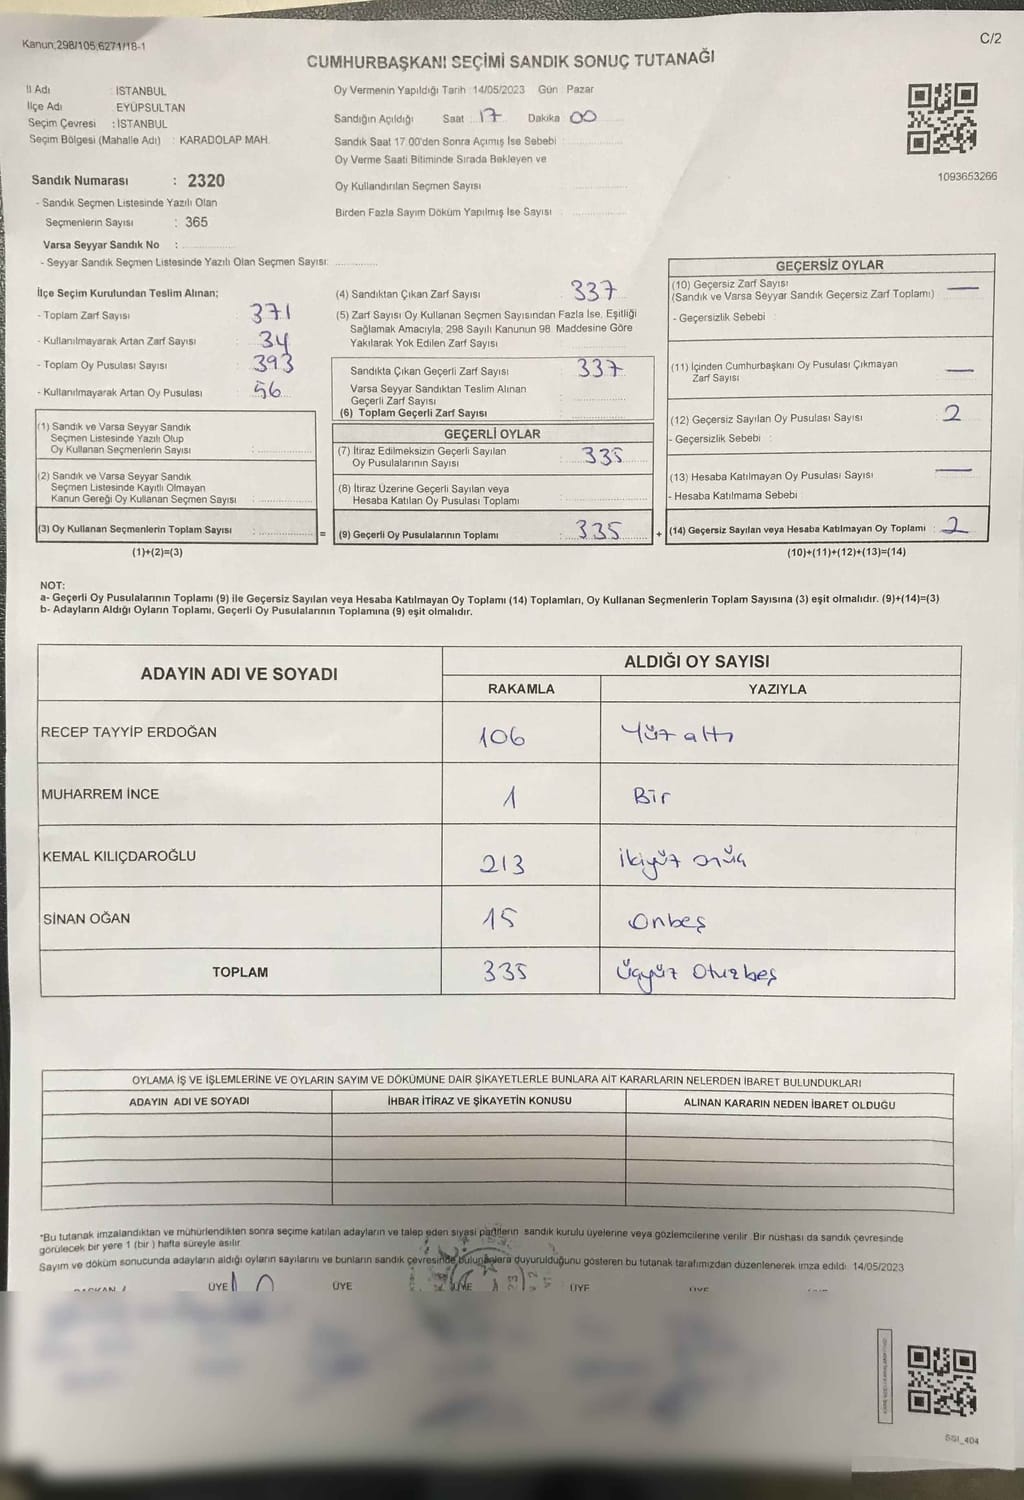 Kanun;298/105;6271/18-1
C/2
CUMHURBAŞKANI SEÇİMİ SANDIK SONUÇ TUTANAĞI
İl Adı : İSTANBUL
İlçe Adı : EYÜPSULTAN
Seçim Çevresi : İSTANBUL
Seçim Bölgesi (Mahalle Adı) : KARADOLAP MAH.
Oy Vermenin Yapıldığı Tarih :14/05/2023 Gün : Pazar
Sandığın Açıldığı Saat : 17 Dakika 00
Sandık Saat 17.00'den Sonra Açımış İse Sebebi :
Oy Verme Saati Bitiminde Sırada Bekleyen ve
Oy Kullandırılan Seçmen Sayısı :
Birden Fazla Sayım Döküm Yapılmış İse Sayısı :
1093653266
Sandık Numarası : 2320
- Sandık Seçmen Listesinde Yazılı Olan
Seçmenlerin Sayısı : 365
Varsa Seyyar Sandık No :
- Seyyar Sandık Seçmen Listesinde Yazılı Olan Seçmen Sayısı:
İlçe Seçim Kurulundan Teslim Alınan;
- Toplam Zarf Sayısı : 371
- Kullanılmayarak Artan Zarf Sayısı : 34
- Toplam Oy Pusulası Sayısı : 393
- Kullanılmayarak Artan Oy Pusulası : 56
(1) Sandık ve Varsa Seyyar Sandık
Seçmen Listesinde Yazılı Olup
Oy Kullanan Seçmenlerin Sayısı :
(2) Sandık ve Varsa Seyyar Sandık
Seçmen Listesinde Kayıtlı Olmayan
Kanun Gereği Oy Kullanan Seçmen Sayısı :
(3) Oy Kullanan Seçmenlerin Toplam Sayısı : =
(1)+(2)=(3)
(4) Sandıktan Çıkan Zarf Sayısı : 337
(5) Zarf Sayısı Oy Kullanan Seçmen Sayısından Fazla İse, Eşitliği
Sağlamak Amacıyla, 298 Sayılı Kanunun 98. Maddesine Göre
Yakılarak Yok Edilen Zarf Sayısı :
Sandıkta Çıkan Geçerli Zarf Sayısı : 337
Varsa Seyyar Sandıktan Teslim Alınan
Geçerli Zarf Sayısı :
(6) Toplam Geçerli Zarf Sayısı :
GEÇERLİ OYLAR
(7) İtiraz Edilmeksizin Geçerli Sayılan
Oy Pusulalarının Sayısı : 335
(8) İtiraz Üzerine Geçerli Sayılan veya
Hesaba Katılan Oy Pusulası Toplamı :
(9) Geçerli Oy Pusulalarının Toplamı : 335 +
GEÇERSİZ OYLAR
(10) Geçersiz Zarf Sayısı : —
(Sandık ve Varsa Seyyar Sandık Geçersiz Zarf Toplamı)
- Geçersizlik Sebebi :
(11) İçinden Cumhurbaşkanı Oy Pusulası Çıkmayan
Zarf Sayısı : —
(12) Geçersiz Sayılan Oy Pusulası Sayısı : 2
- Geçersizlik Sebebi :
(13) Hesaba Katılmayan Oy Pusulası Sayısı : —
- Hesaba Katılmama Sebebi :
(14) Geçersiz Sayılan veya Hesaba Katılmayan Oy Toplamı : 2
(10)+(11)+(12)+(13)=(14)
NOT:
a- Geçerli Oy Pusulalarının Toplamı (9) ile Geçersiz Sayılan veya Hesaba Katılmayan Oy Toplamı (14) Toplamları, Oy Kullanan Seçmenlerin Toplam Sayısına (3) eşit olmalıdır. (9)+(14)=(3)
b- Adayların Aldığı Oyların Toplamı, Geçerli Oy Pusulalarının Toplamına (9) eşit olmalıdır.
ADAYIN ADI VE SOYADI
ALDIĞI OY SAYISI
RAKAMLA YAZIYLA
RECEP TAYYİP ERDOĞAN 106 Yüz altı
MUHARREM İNCE 1 Bir
KEMAL KILIÇDAROĞLU 213 ikiyüz onüç
SİNAN OĞAN 15 Onbeş
TOPLAM 335 Üçyüz Otuzbeş
OYLAMA İŞ VE İŞLEMLERİNE VE OYLARIN SAYIM VE DÖKÜMÜNE DAİR ŞİKAYETLERLE BUNLARA AİT KARARLARIN NELERDEN İBARET BULUNDUKLARI
ADAYIN ADI VE SOYADI İHBAR İTİRAZ VE ŞİKAYETİN KONUSU ALINAN KARARIN NEDEN İBARET OLDUĞU
*Bu tutanak imzalandıktan ve mühürlendikten sonra seçime katılan adayların ve talep eden siyasi partilerin sandık kurulu üyelerine veya gözlemcilerine verilir. Bir nüshası da sandık çevresinde
görülecek bir yere 1 (bir ) hafta süreyle asılır.
Sayım ve döküm sonucunda adayların aldığı oyların sayılarını ve bunların sandık çevresinde bulunanlara duyurulduğunu gösteren bu tutanak tarafımızdan düzenlenerek imza edildi. 14/05/2023
ÜYE ÜYE ÜYE ÜYE
SSI_404